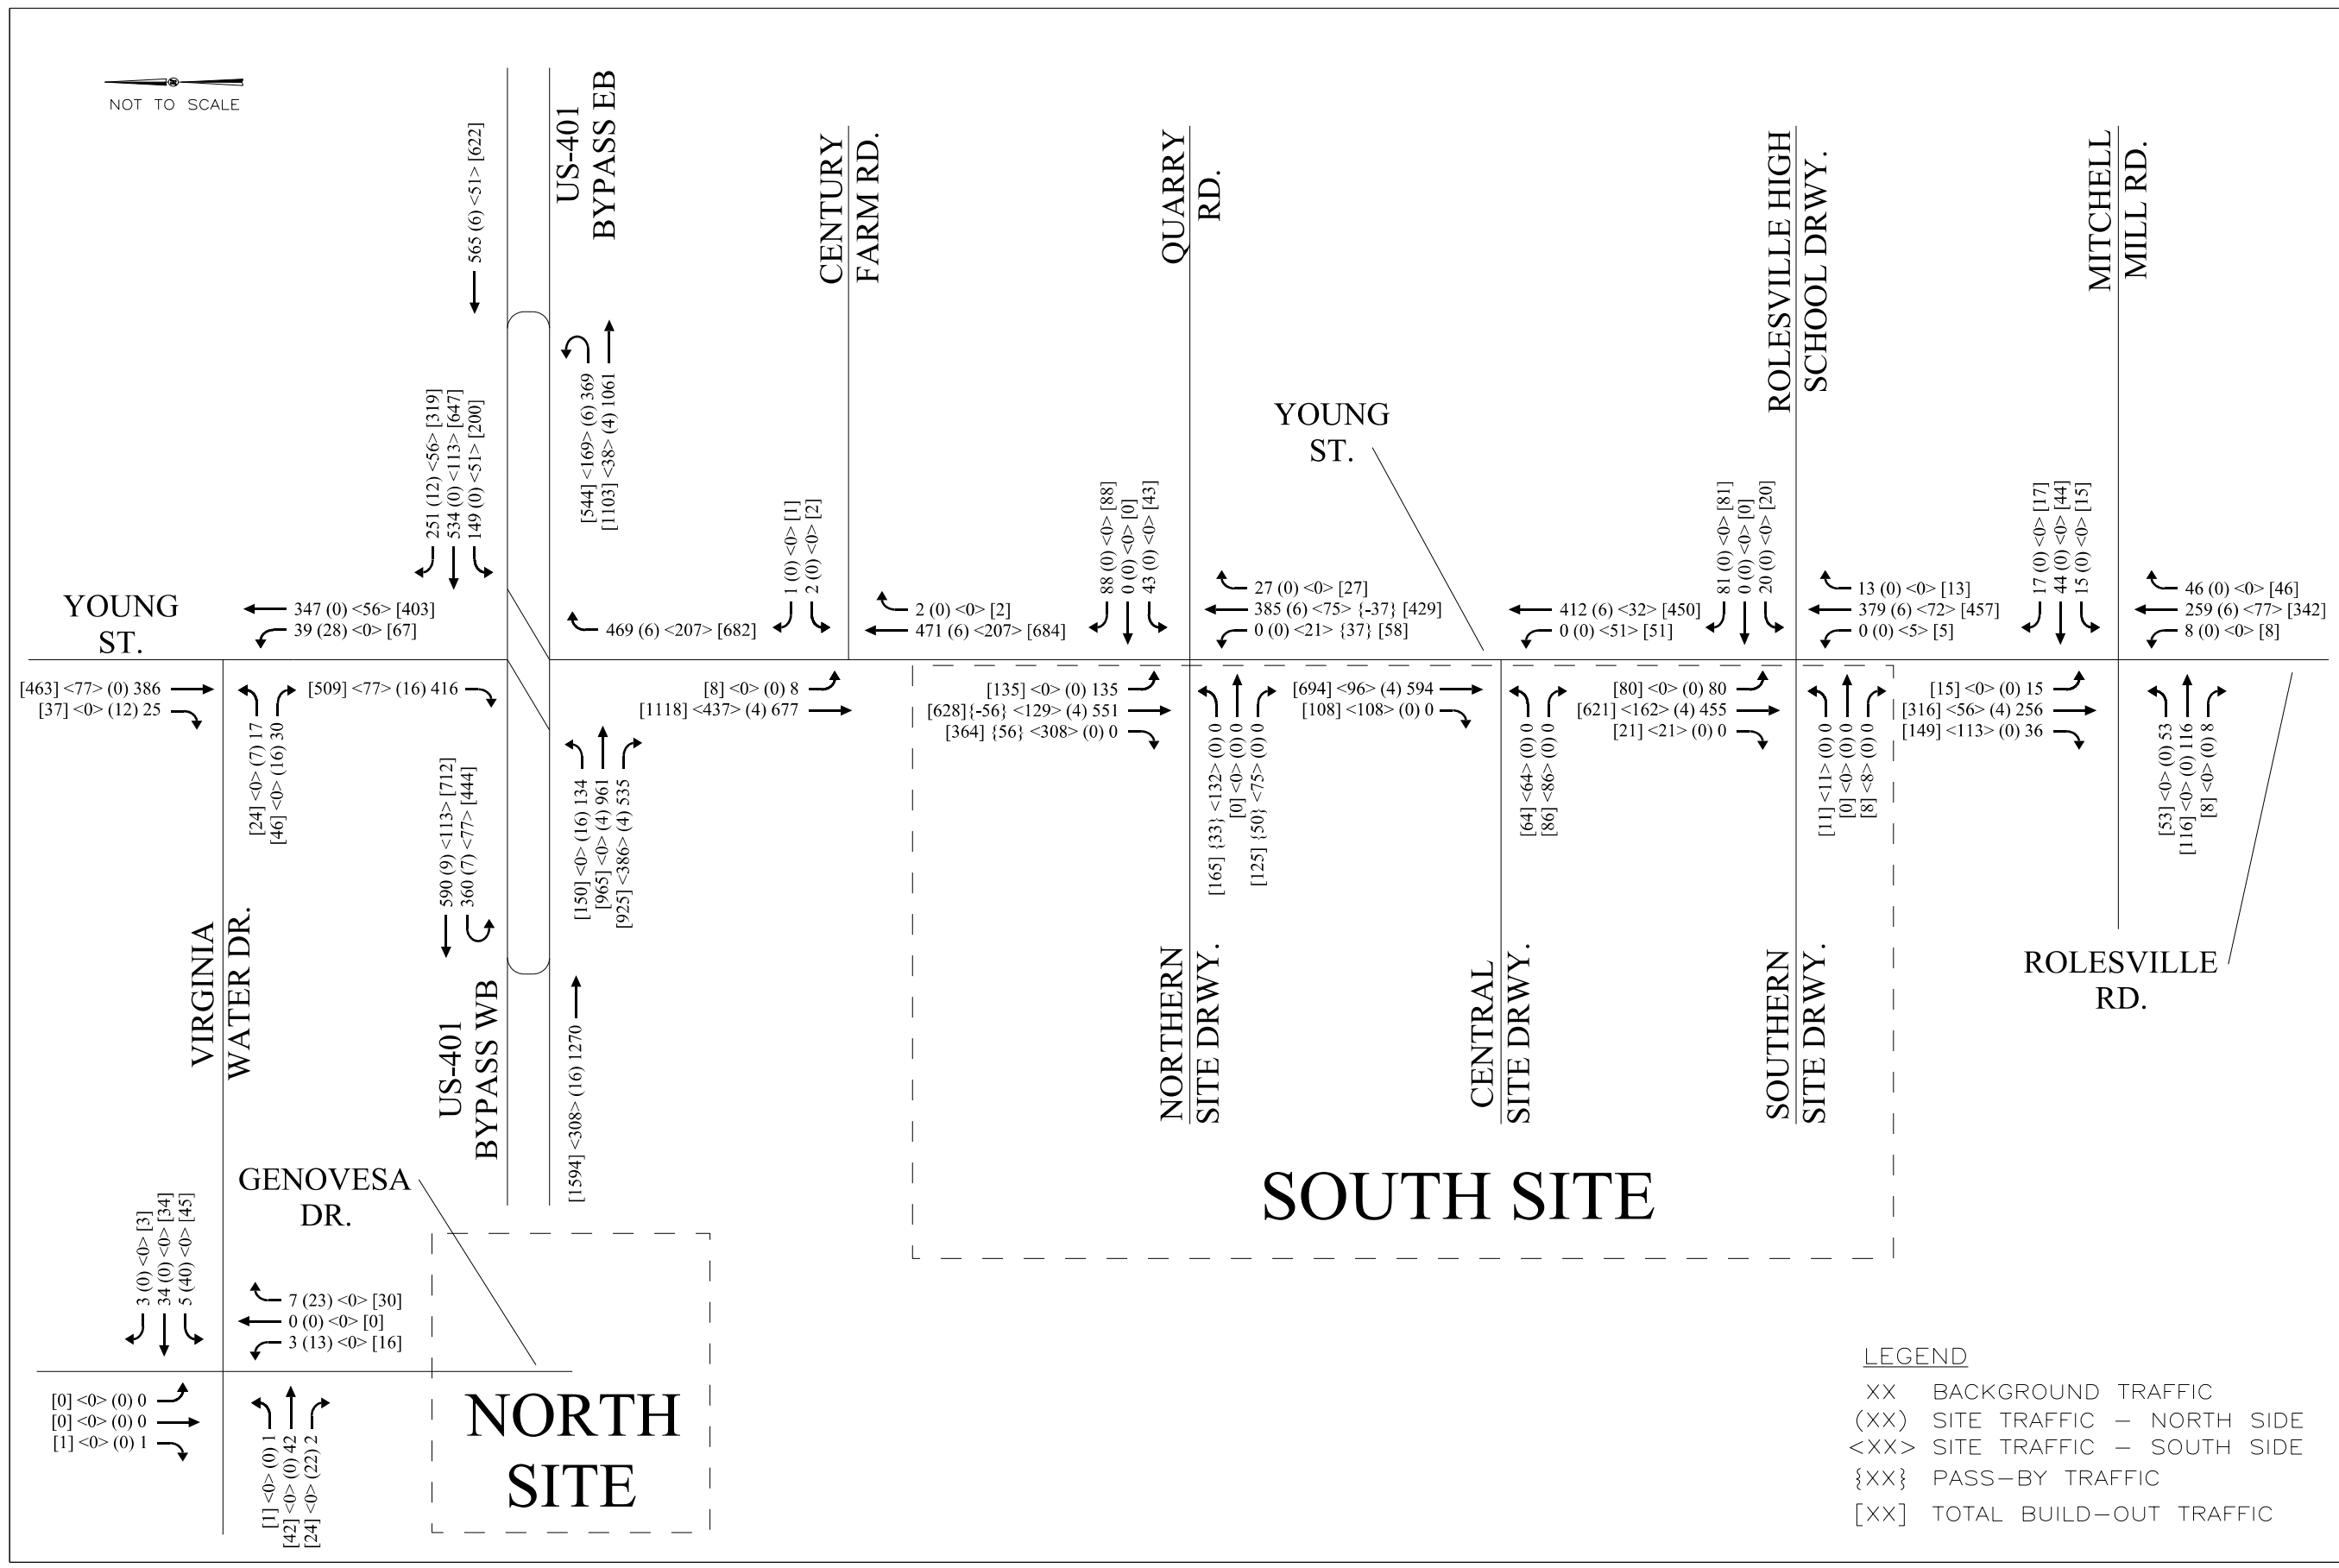 NOT TO SCALE
565 (6) <51> [622]
US-401
BYPASS EB
CENTURY
FARM RD.
QUARRY
RD.
ROLESVILLE HIGH
SCHOOL DRWY.
MITCHELL
MILL RD.
[544] <169> (6) 369
[1103] <38> (4) 1061
251 (12) <56> [319]
534 (0) <113> [647]
149 (0) <51> [200]
YOUNG
ST.
1 (0) <0> [1]
2 (0) <0> [2]
88 (0) <0> [88]
0 (0) <0> [0]
43 (0) <0> [43]
81 (0) <0> [81]
0 (0) <0> [0]
20 (0) <0> [20]
17 (0) <0> [17]
44 (0) <0> [44]
15 (0) <0> [15]
YOUNG
ST.
347 (0) <56> [403]
39 (28) <0> [67]
469 (6) <207> [682]
2 (0) <0> [2]
471 (6) <207> [684]
27 (0) <0> [27]
385 (6) <75> {-37} [429]
0 (0) <21> {37} [58]
412 (6) <32> [450]
0 (0) <51> [51]
13 (0) <0> [13]
379 (6) <72> [457]
0 (0) <5> [5]
46 (0) <0> [46]
259 (6) <77> [342]
8 (0) <0> [8]
[463] <77> (0) 386
[37] <0> (12) 25
[24] <0> (7) 17
[46] <0> (16) 30
[509] <77> (16) 416
[8] <0> (0) 8
[1118] <437> (4) 677
[135] <0> (0) 135
[628]{-56} <129> (4) 551
[364] {56} <308> (0) 0
[694] <96> (4) 594
[108] <108> (0) 0
[80] <0> (0) 80
[621] <162> (4) 455
[21] <21> (0) 0
[15] <0> (0) 15
[316] <56> (4) 256
[149] <113> (0) 36
590 (9) <113> [712]
360 (7) <77> [444]
[150] <0> (16) 134
[965] <0> (4) 961
[925] <386> (4) 535
[165] {33} <132> (0) 0
[0] <0> (0) 0
[125] {50} <75> (0) 0
[64] <64> (0) 0
[86] <86> (0) 0
[11] <11> (0) 0
[0] <0> (0) 0
[8] <8> (0) 0
[53] <0> (0) 53
[116] <0> (0) 116
[8] <0> (0) 8
VIRGINIA
WATER DR.
US-401
BYPASS WB
[1594] <308> (16) 1270
NORTHERN
SITE DRWY.
CENTRAL
SITE DRWY.
SOUTHERN
SITE DRWY.
ROLESVILLE
RD.
SOUTH SITE
GENOVESA
DR.
3 (0) <0> [3]
34 (0) <0> [34]
5 (40) <0> [45]
7 (23) <0> [30]
0 (0) <0> [0]
3 (13) <0> [16]
[0] <0> (0) 0
[0] <0> (0) 0
[1] <0> (0) 1
[1] <0> (0) 1
[42] <0> (0) 42
[24] <0> (22) 2
NORTH
SITE
LEGEND
XX BACKGROUND TRAFFIC
(XX) SITE TRAFFIC – NORTH SIDE
<XX> SITE TRAFFIC – SOUTH SIDE
{XX} PASS–BY TRAFFIC
[XX] TOTAL BUILD–OUT TRAFFIC